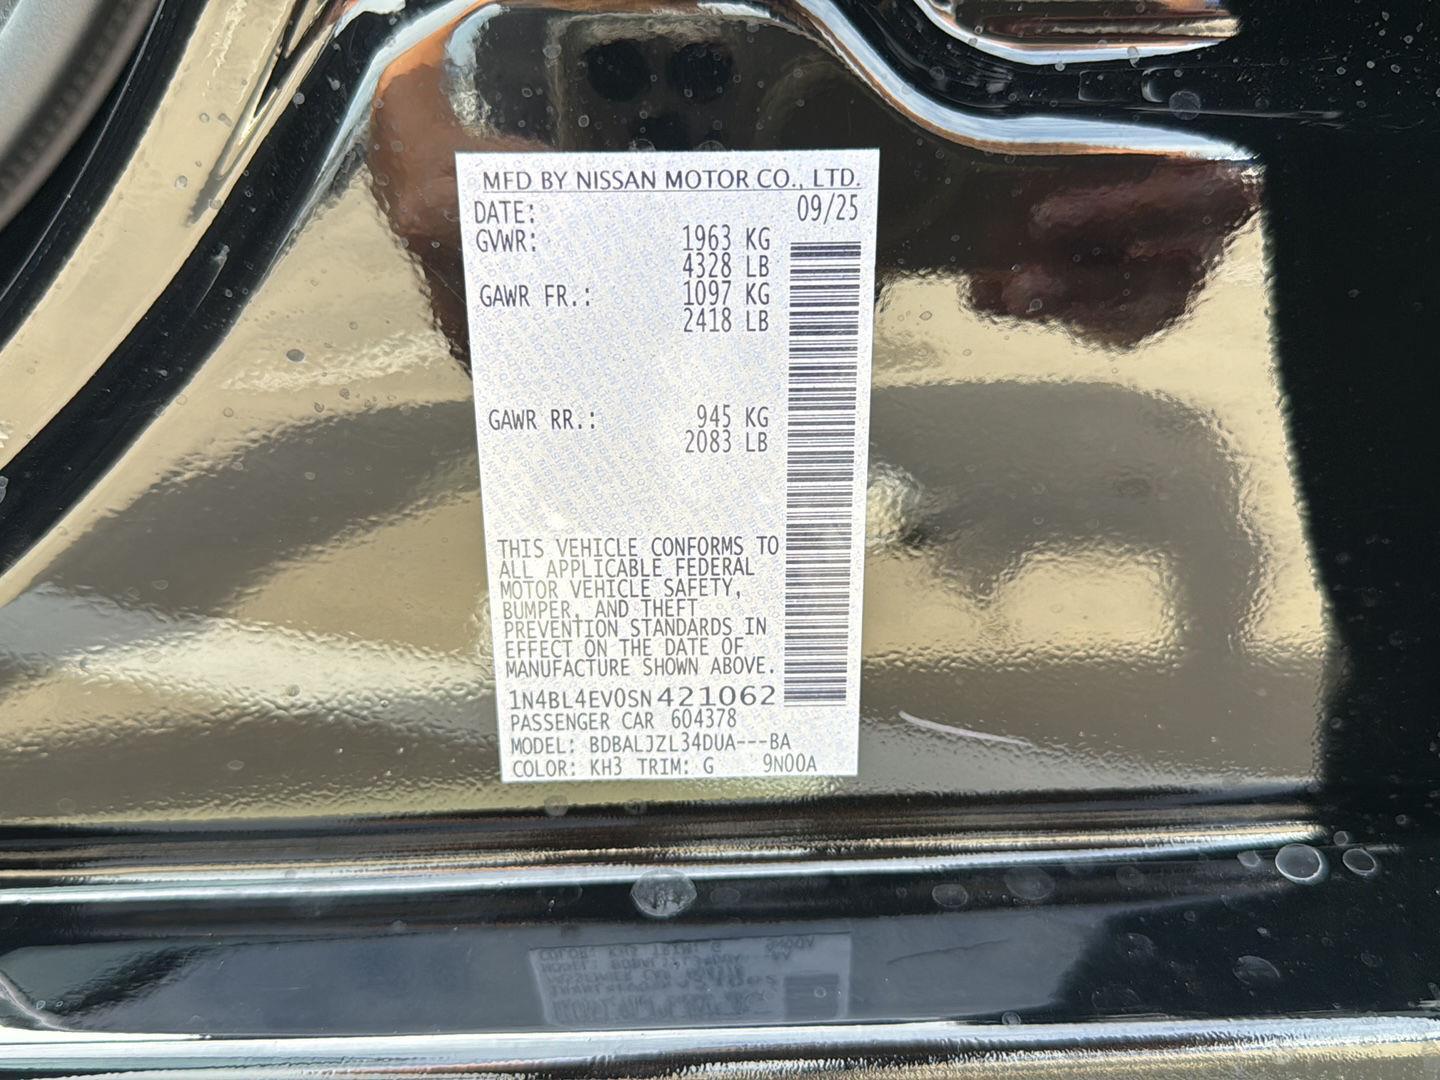 MFD BY NISSAN MOTOR CO., LTD.
DATE: 09/25
GVWR: 1963 KG
4328 LB
GAWR FR.: 1097 KG
2418 LB
GAWR RR.: 945 KG
2083 LB
THIS VEHICLE CONFORMS TO
ALL APPLICABLE FEDERAL
MOTOR VEHICLE SAFETY,
BUMPER, AND THEFT
PREVENTION STANDARDS IN
EFFECT ON THE DATE OF
MANUFACTURE SHOWN ABOVE.
1N4BL4EV0SN421062
PASSENGER CAR 604378
MODEL: BDBALJZL34DUA---BA
COLOR: KH3 TRIM: G 9N00A